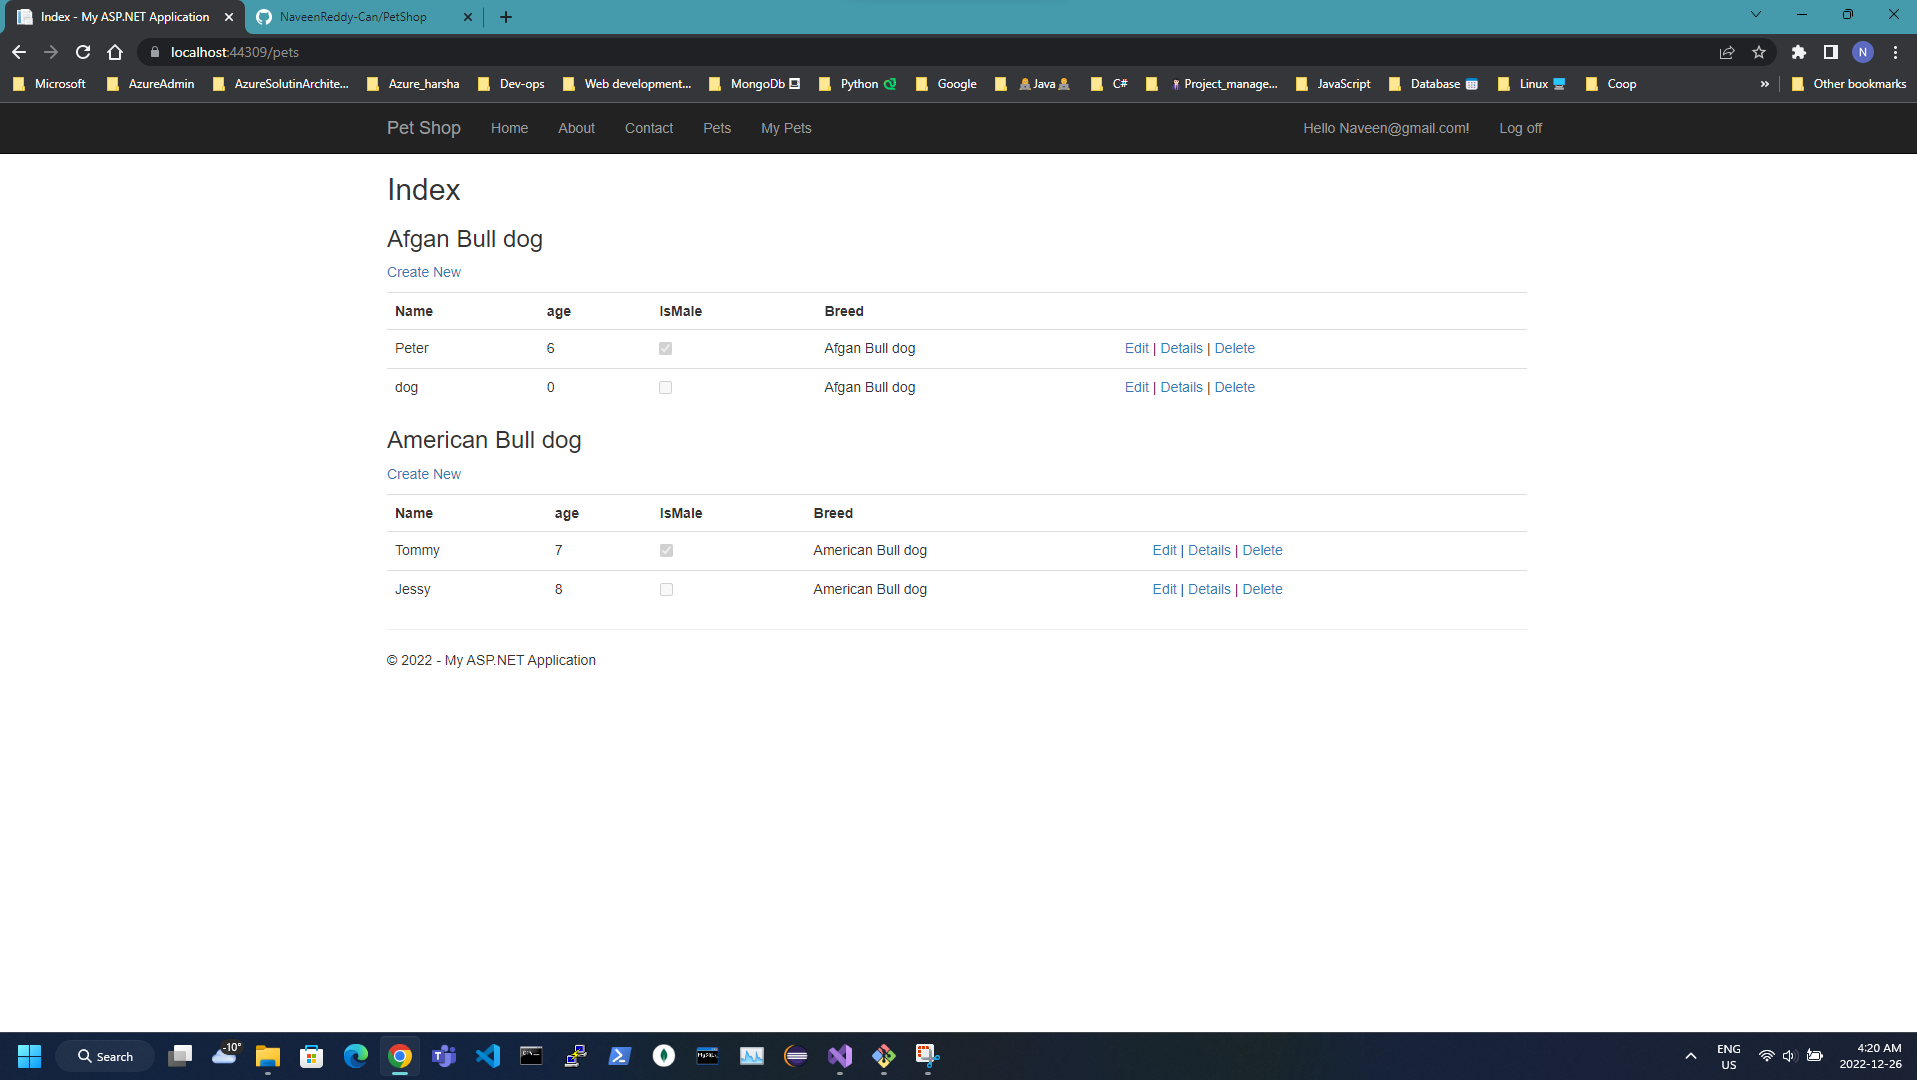 Index - My ASP.NET Application NaveenReddy-Can/PetShop
localhost:44309/pets N
Microsoft AzureAdmin AzureSolutinArchite... Azure_harsha Dev-ops Web development... MongoDb Python Google Java C# Project_manage... JavaScript Database Linux Coop » Other bookmarks
Pet Shop Home About Contact Pets My Pets Hello Naveen@gmail.com! Log off
Index
Afgan Bull dog
Create New
Name age IsMale Breed
Peter 6 Afgan Bull dog Edit | Details | Delete
dog 0 Afgan Bull dog Edit | Details | Delete
American Bull dog
Create New
Name age IsMale Breed
Tommy 7 American Bull dog Edit | Details | Delete
Jessy 8 American Bull dog Edit | Details | Delete
© 2022 - My ASP.NET Application
Search -10° ENG US 4:20 AM
2022-12-26